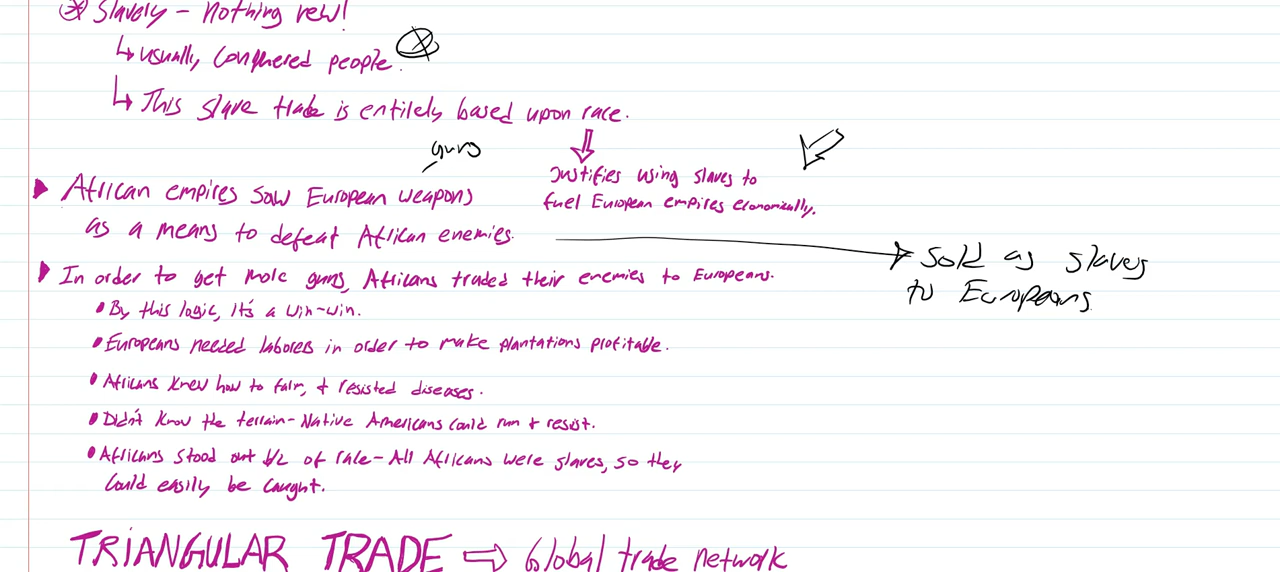 Slavery – nothing new!
↳ usually, conquered people.
↳ This slave trade is entirely based upon race.
guns
Justifies using slaves to
fuel European empires economically.
▶ African empires saw European weapons
as a means to defeat African enemies.
sold as slaves
to Europeans.
▶ In order to get more guns, Africans traded their enemies to Europeans.
• By this logic, it's a win-win.
• Europeans needed laborers in order to make plantations profitable.
• Africans knew how to farm, + resisted diseases.
• Didn't know the terrain – Native Americans could run + resist.
• Africans stood out b/c of race – All Africans were slaves, so they
could easily be caught.
TRIANGULAR TRADE ⇨ Global trade network